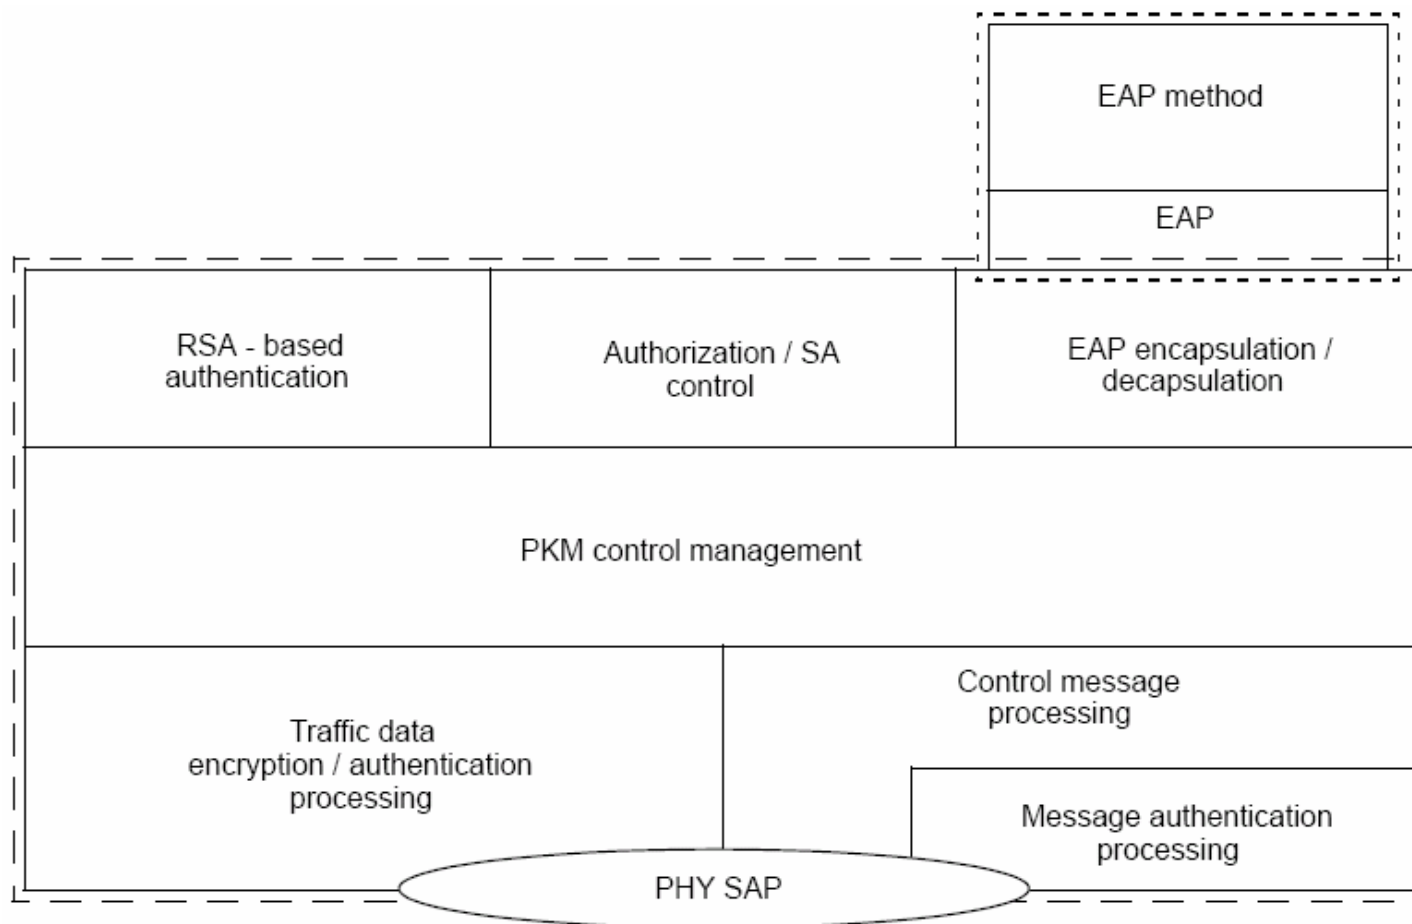 EAP method
EAP
RSA - based
authentication
Authorization / SA
control
EAP encapsulation /
decapsulation
PKM control management
Traffic data
encryption / authentication
processing
Control message
processing
Message authentication
processing
PHY SAP